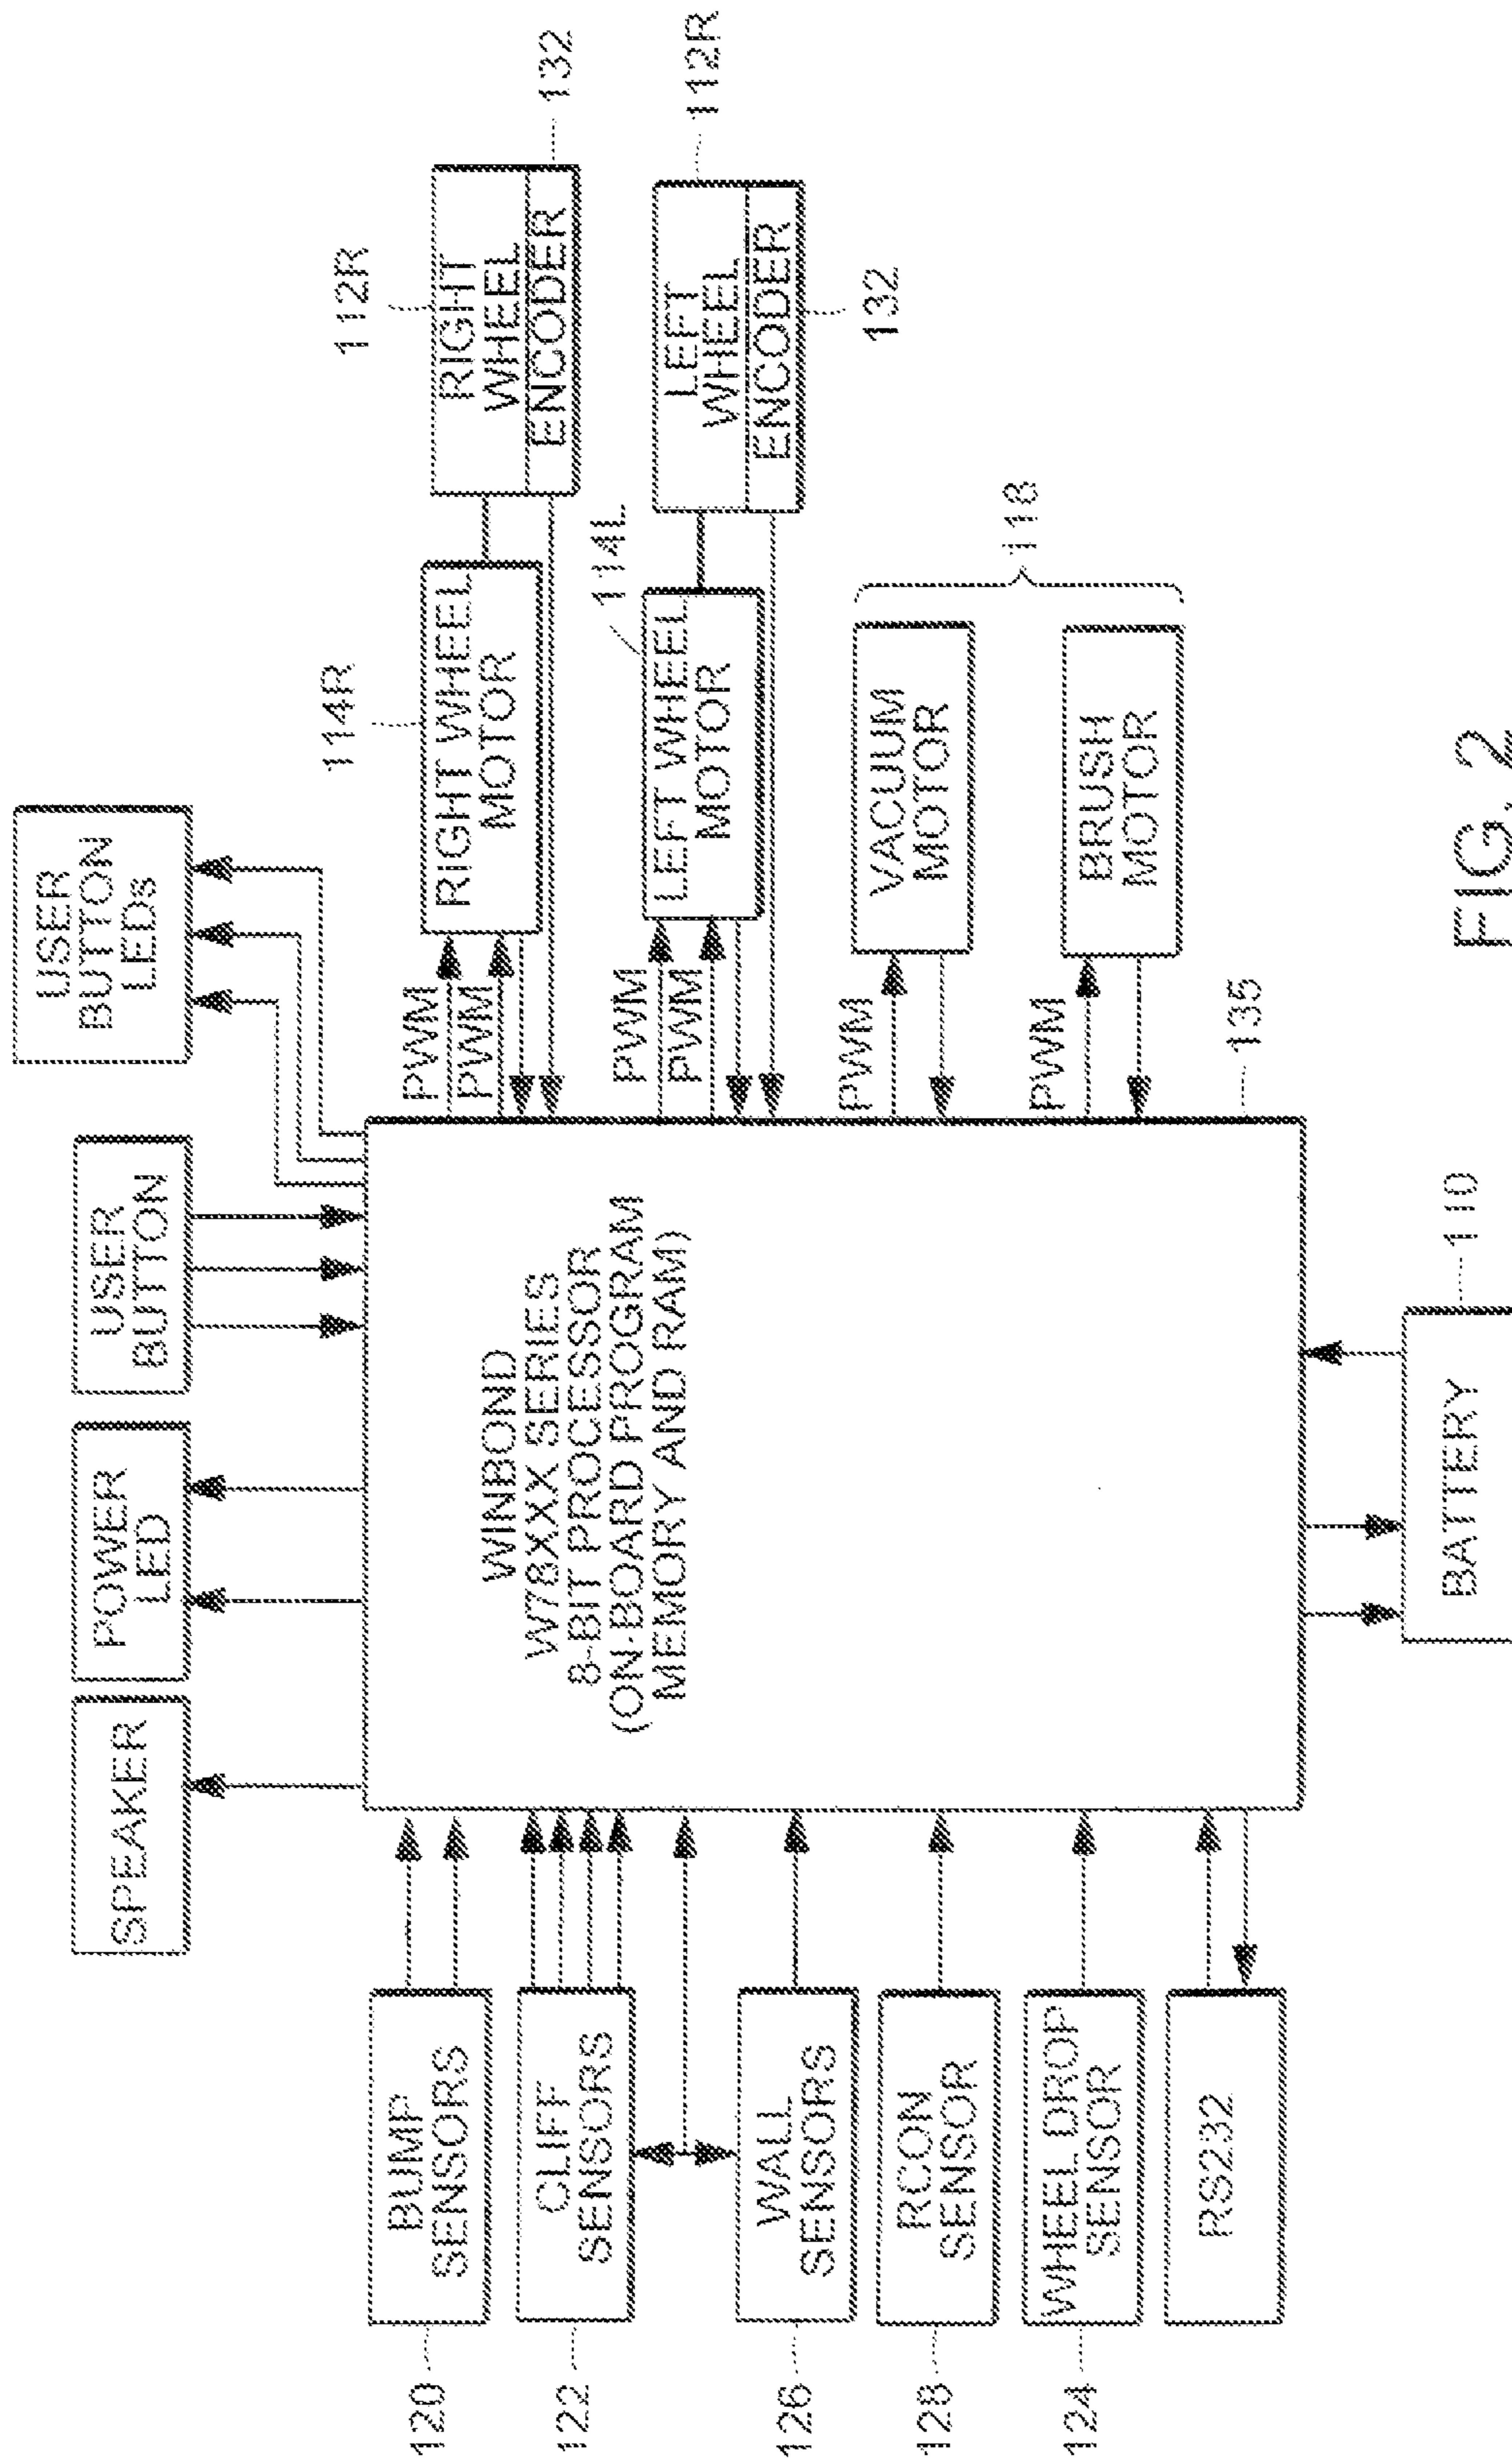 SPEAKER
POWER
LED
USER
BUTTON
USER
BUTTON
LEDs
120
BUMP
SENSORS
122
CLIFF
SENSORS
126
WALL
SENSORS
128
RCON
SENSOR
124
WHEEL DROP
SENSOR
RS232
WINBOND
W78XXX SERIES
8-BIT PROCESSOR
(ON-BOARD PROGRAM
MEMORY AND RAM)
135
PWM
PWM
114R
RIGHT WHEEL
MOTOR
112R
RIGHT
WHEEL
ENCODER
132
PWM
PWM
114L
LEFT WHEEL
MOTOR
LEFT
WHEEL
ENCODER
112R
132
PWM
VACUUM
MOTOR
PWM
BRUSH
MOTOR
118
BATTERY
110
FIG. 2